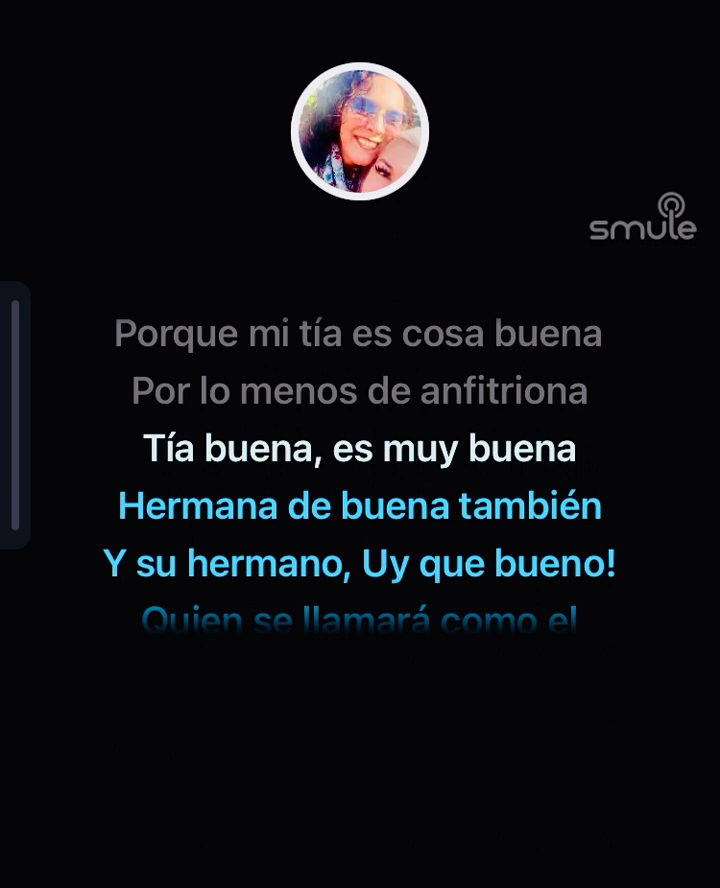 smule
Porque mi tía es cosa buena
Por lo menos de anfitriona
Tía buena, es muy buena
Hermana de buena también
Y su hermano, Uy que bueno!
Quien se llamará como el